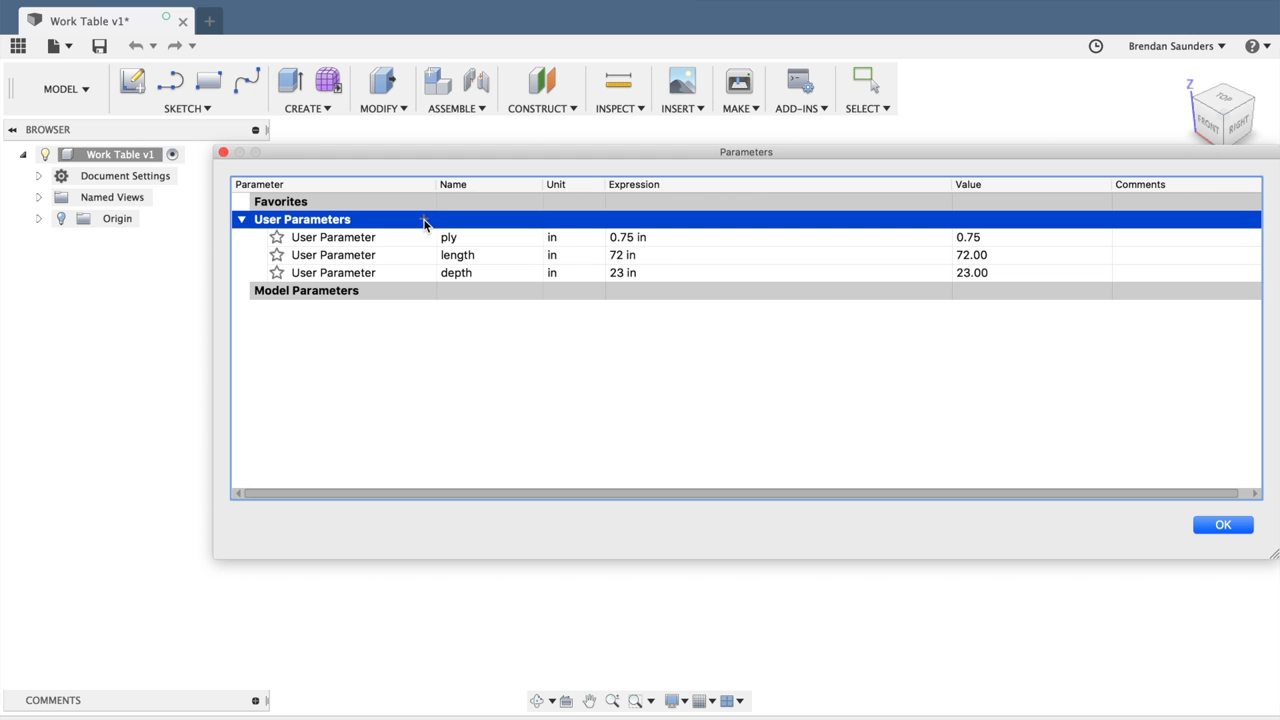 Work Table v1*
Brendan Saunders
MODEL
SKETCH
CREATE
MODIFY
ASSEMBLE
CONSTRUCT
INSPECT
INSERT
MAKE
ADD-INS
SELECT
Z
TOP
FRONT
RIGHT
BROWSER
Work Table v1
Document Settings
Named Views
Origin
Parameters
Parameter Name Unit Expression Value Comments
Favorites
User Parameters
User Parameter ply in 0.75 in 0.75
User Parameter length in 72 in 72.00
User Parameter depth in 23 in 23.00
Model Parameters
OK
COMMENTS